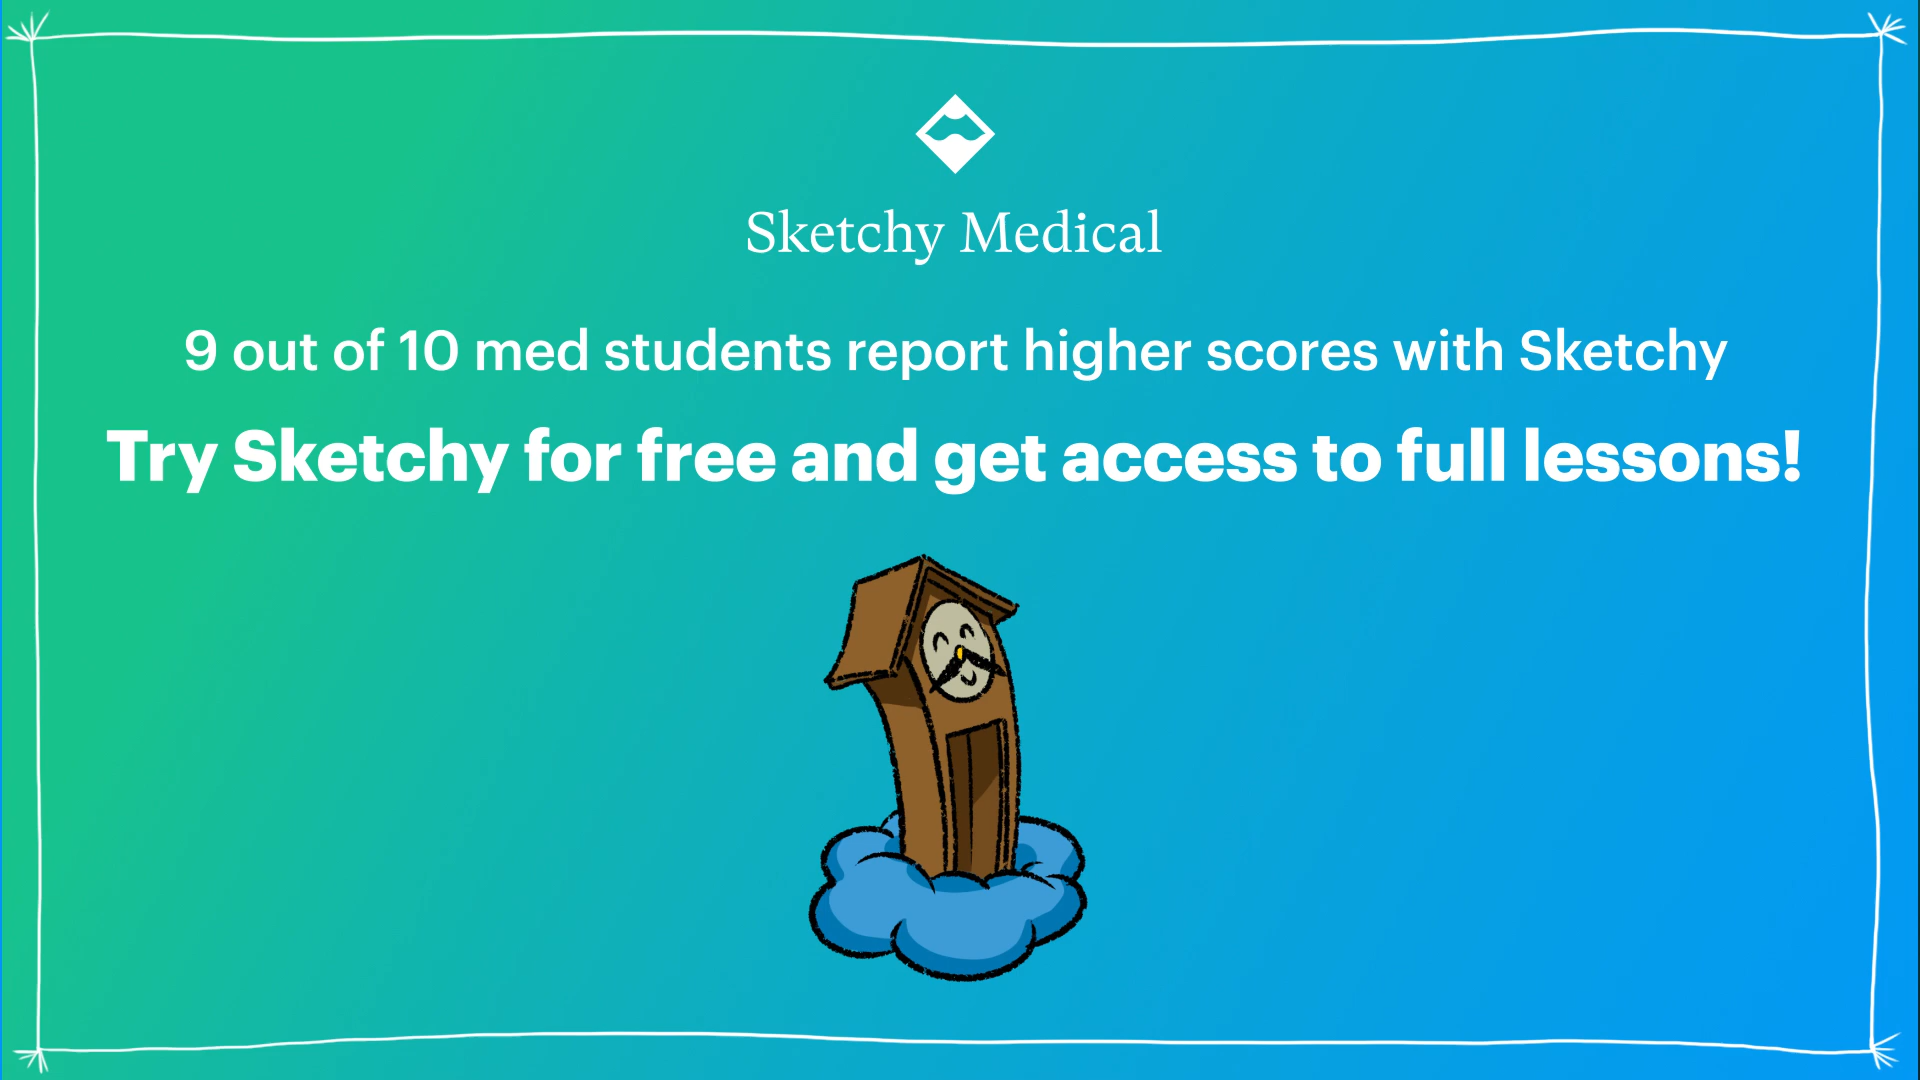 Sketchy Medical
9 out of 10 med students report higher scores with Sketchy
Try Sketchy for free and get access to full lessons!